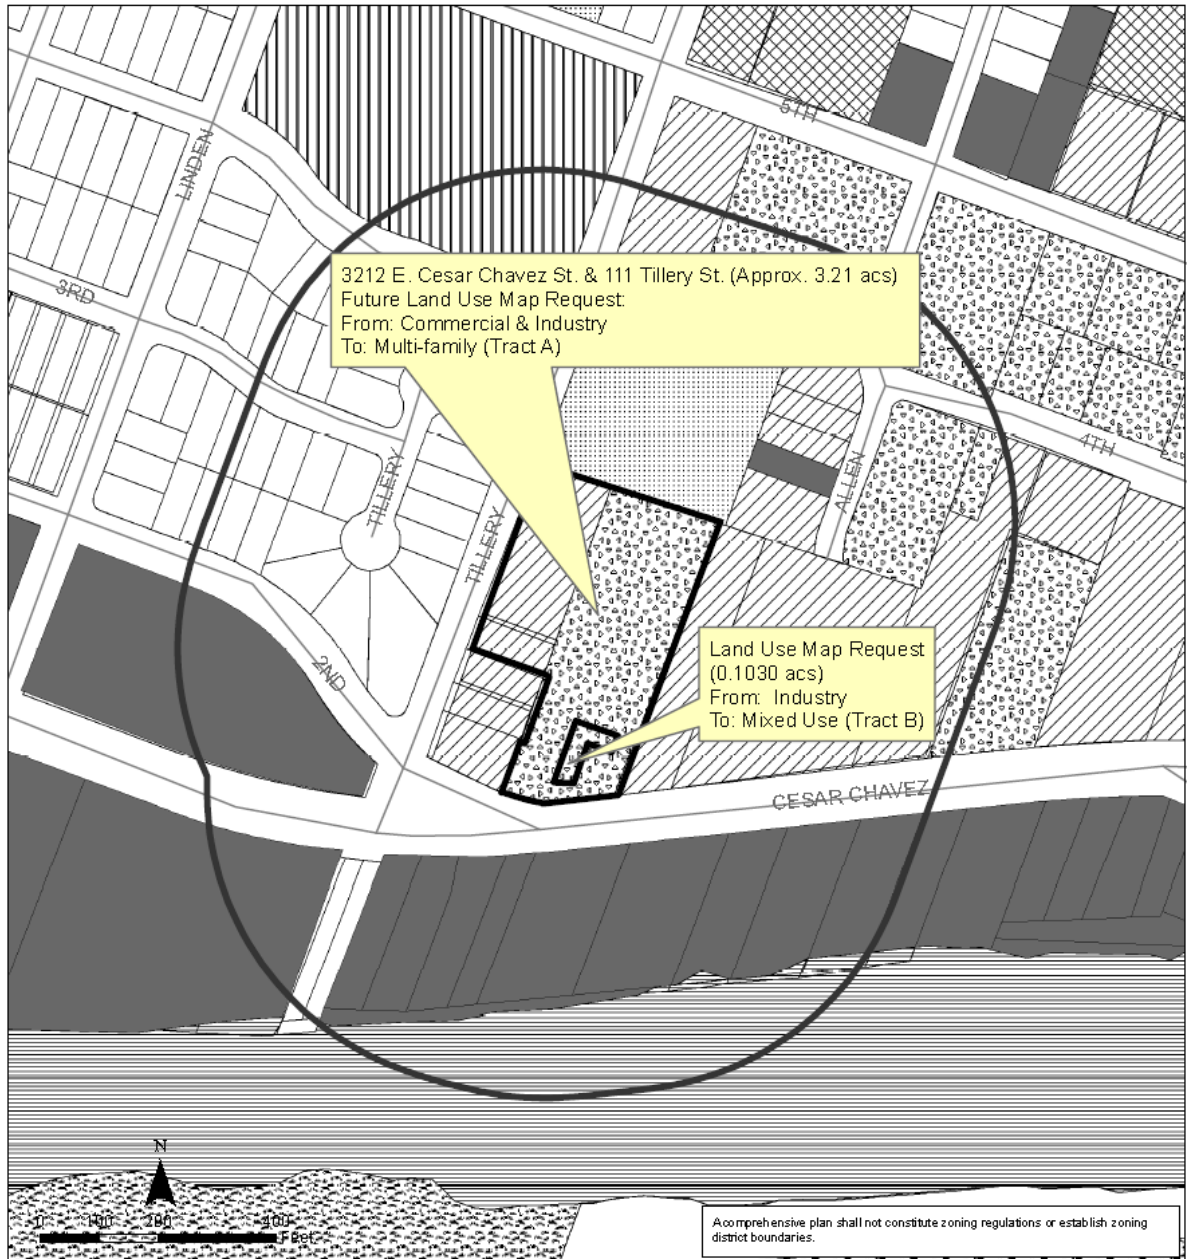 5TH
LINDEN
3212 E. Cesar Chavez St. & 111 Tillery St. (Approx. 3.21 acs)
Future Land Use Map Request:
From: Commercial & Industry
To: Multi-family (Tract A)
3RD
4TH
TILLERY
ALLEN
TILLERY
Land Use Map Request
(0.1030 acs)
From: Industry
To: Mixed Use (Tract B)
2ND
CESAR CHAVEZ
N
0 100 200 400
Feet
A comprehensive plan shall not constitute zoning regulations or establish zoning
district boundaries.